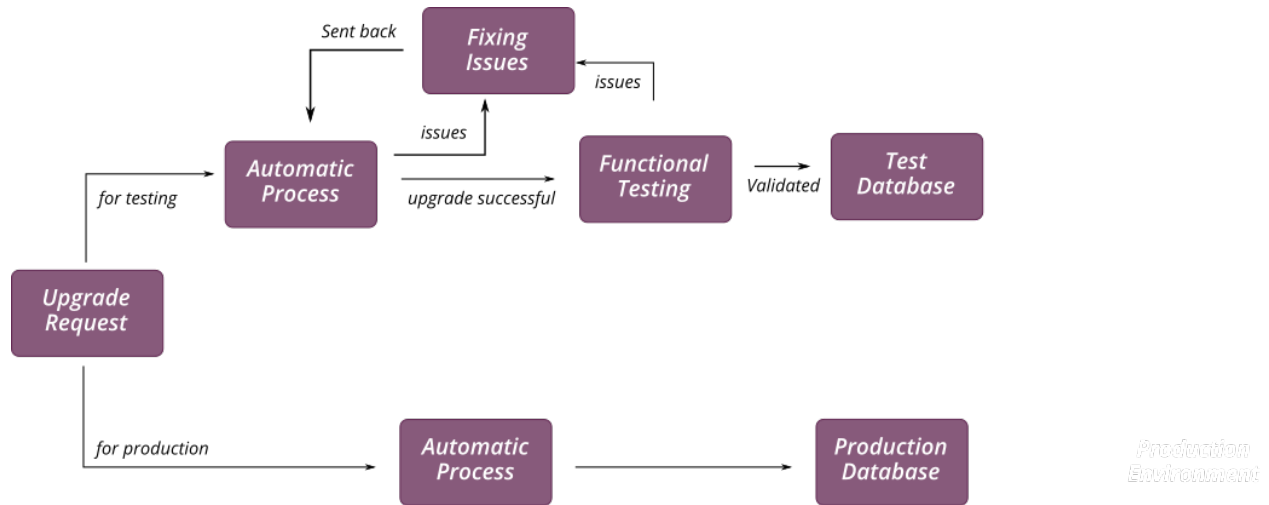 Sent back
Fixing
Issues
issues
issues
Automatic
Process
Functional
Testing
Test
Database
for testing
upgrade successful
Validated
Upgrade
Request
for production
Automatic
Process
Production
Database
Production
Environment